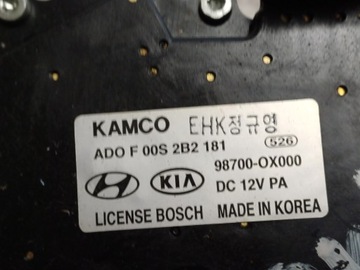 KAMCO EHK정규영
ADO F 00S 2B2 181 526
98700-0X000
KIA DC 12V PA
LICENSE BOSCH MADE IN KOREA